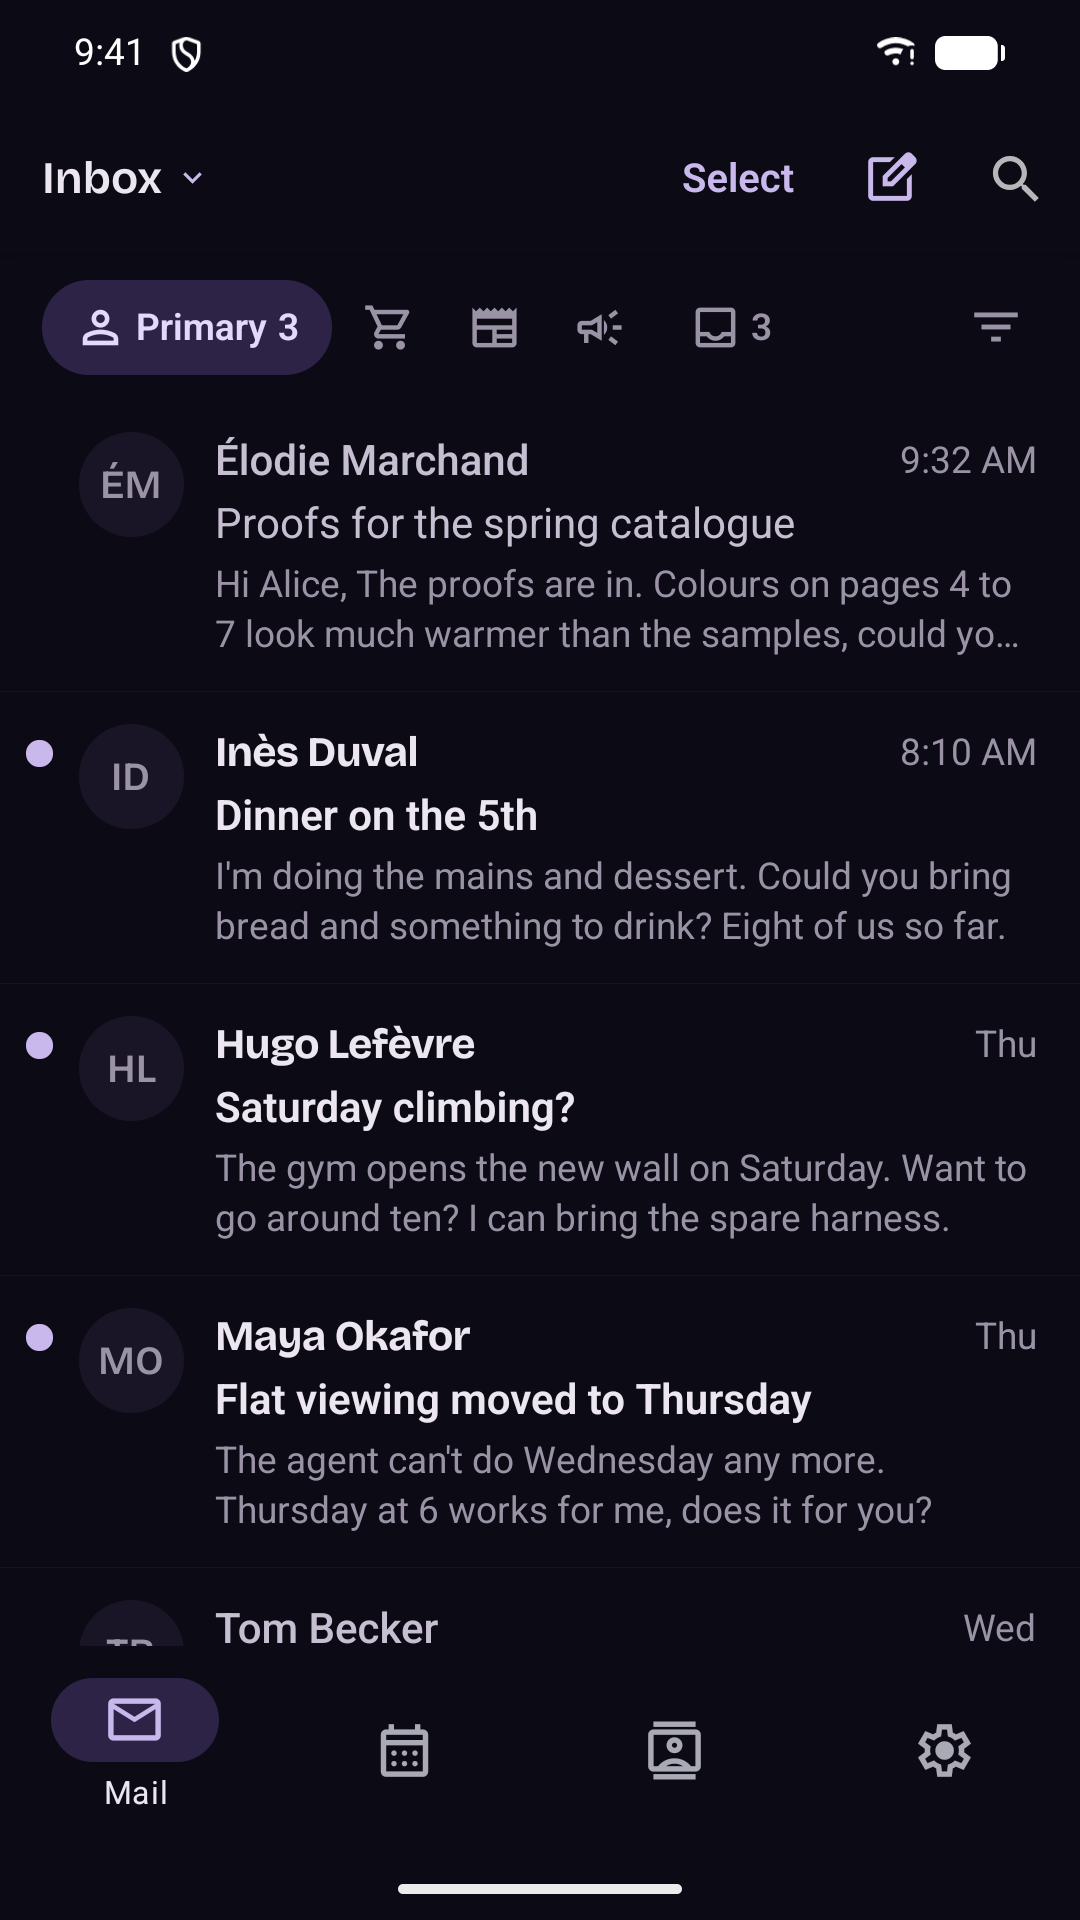 9:41
Inbox
Select
Primary 3
3
ÉM
Élodie Marchand
9:32 AM
Proofs for the spring catalogue
Hi Alice, The proofs are in. Colours on pages 4 to
7 look much warmer than the samples, could yo…
ID
Inès Duval
8:10 AM
Dinner on the 5th
I'm doing the mains and dessert. Could you bring
bread and something to drink? Eight of us so far.
HL
Hugo Lefèvre
Thu
Saturday climbing?
The gym opens the new wall on Saturday. Want to
go around ten? I can bring the spare harness.
MO
Maya Okafor
Thu
Flat viewing moved to Thursday
The agent can't do Wednesday any more.
Thursday at 6 works for me, does it for you?
Tom Becker
Wed
Mail